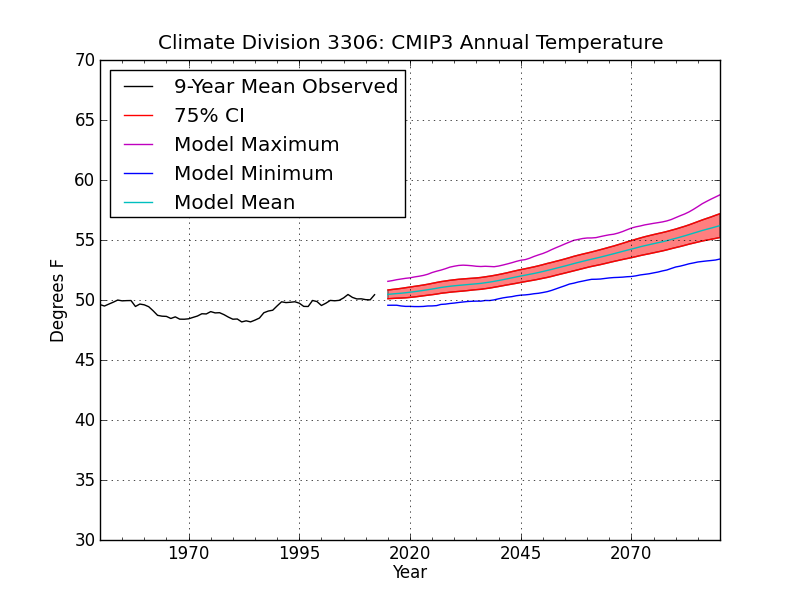 Climate Division 3306: CMIP3 Annual Temperature
70
65
60
55
50
45
40
35
30
Degrees F
9-Year Mean Observed
75% CI
Model Maximum
Model Minimum
Model Mean
1970
1995
2020
2045
2070
Year